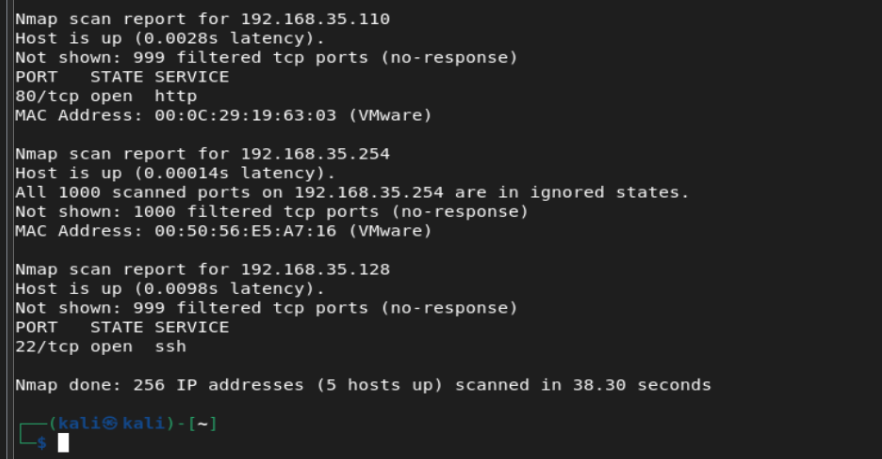 Nmap scan report for 192.168.35.110
Host is up (0.0028s latency).
Not shown: 999 filtered tcp ports (no-response)
PORT   STATE SERVICE
80/tcp open  http
MAC Address: 00:0C:29:19:63:03 (VMware)

Nmap scan report for 192.168.35.254
Host is up (0.00014s latency).
All 1000 scanned ports on 192.168.35.254 are in ignored states.
Not shown: 1000 filtered tcp ports (no-response)
MAC Address: 00:50:56:E5:A7:16 (VMware)

Nmap scan report for 192.168.35.128
Host is up (0.0098s latency).
Not shown: 999 filtered tcp ports (no-response)
PORT   STATE SERVICE
22/tcp open  ssh

Nmap done: 256 IP addresses (5 hosts up) scanned in 38.30 seconds

┌──(kali㉿kali)-[~]
└─$